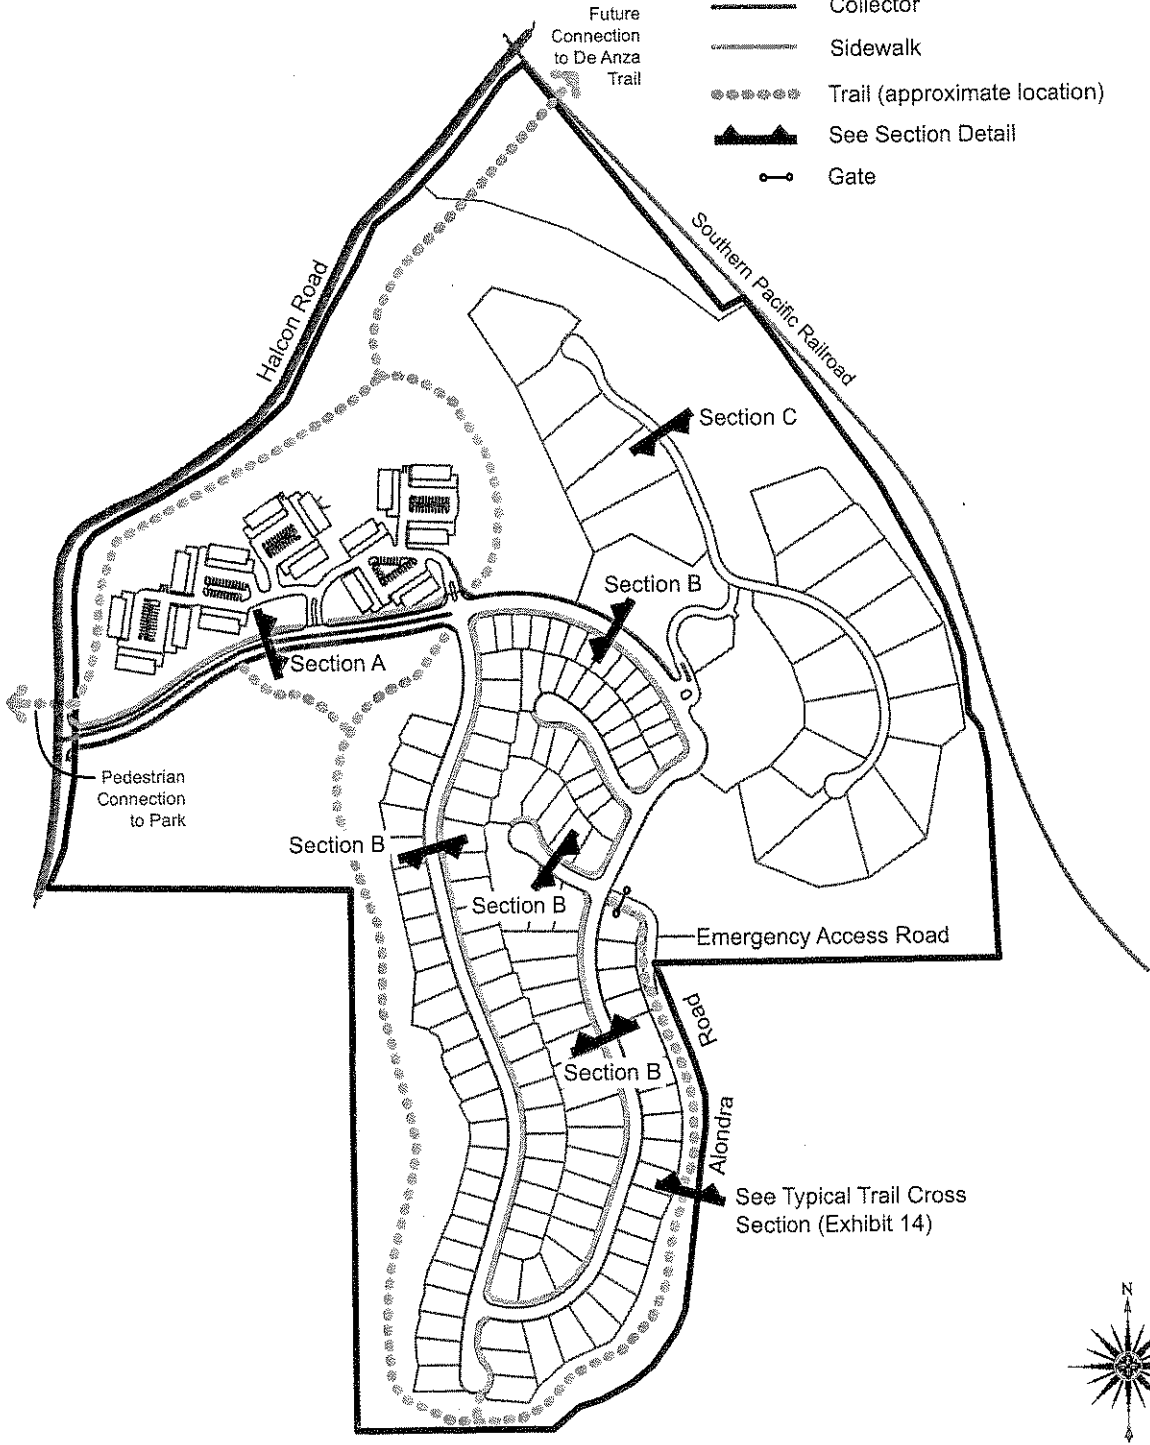 Collector
Future
Connection
to De Anza
Trail
Sidewalk
Trail (approximate location)
See Section Detail
Gate
Southern Pacific Railroad
Halcon Road
Section C
Section B
Section A
Pedestrian
Connection
to Park
Section B
Section B
Emergency Access Road
Road
Section B
Alondra
See Typical Trail Cross
Section (Exhibit 14)
N